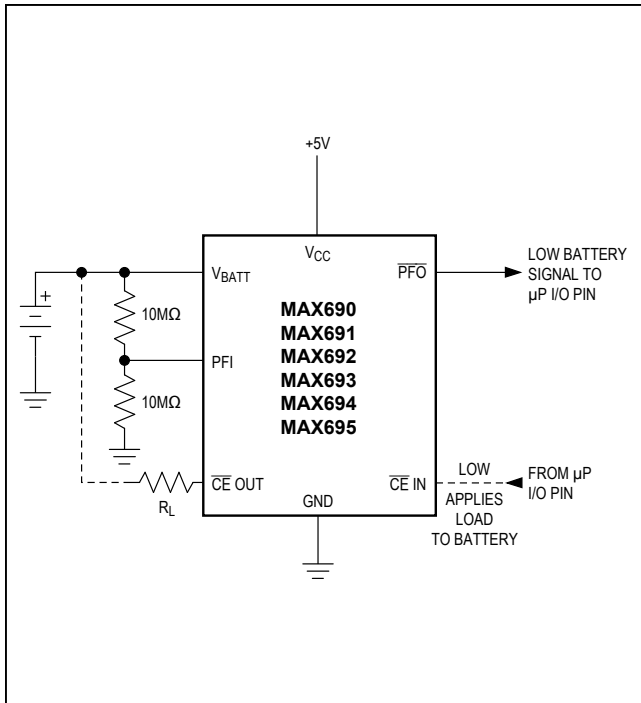 +5V
VCC
VBATT
PFO
LOW BATTERY
SIGNAL TO
µP I/O PIN
+
10MΩ
MAX690
MAX691
MAX692
MAX693
MAX694
MAX695
PFI
10MΩ
RL
CE OUT
CE IN
LOW
APPLIES
LOAD
TO BATTERY
FROM µP
I/O PIN
GND